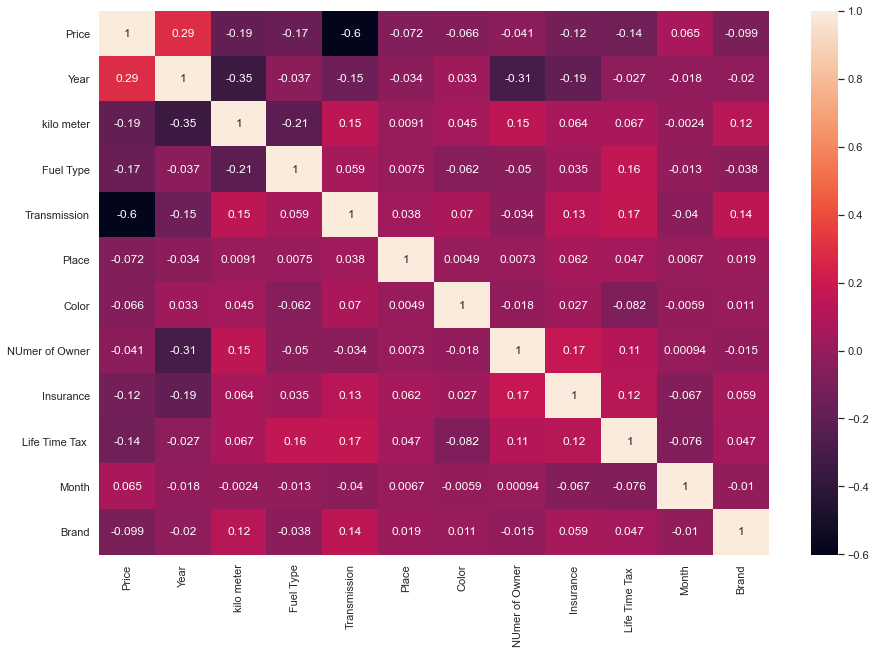 Price 1 0.29 -0.19 -0.17 -0.6 -0.072 -0.066 -0.041 -0.12 -0.14 0.065 -0.099
Year 0.29 1 -0.35 -0.037 -0.15 -0.034 0.033 -0.31 -0.19 -0.027 -0.018 -0.02
kilo meter -0.19 -0.35 1 -0.21 0.15 0.0091 0.045 0.15 0.064 0.067 -0.0024 0.12
Fuel Type -0.17 -0.037 -0.21 1 0.059 0.0075 -0.062 -0.05 0.035 0.16 -0.013 -0.038
Transmission -0.6 -0.15 0.15 0.059 1 0.038 0.07 -0.034 0.13 0.17 -0.04 0.14
Place -0.072 -0.034 0.0091 0.0075 0.038 1 0.0049 0.0073 0.062 0.047 0.0067 0.019
Color -0.066 0.033 0.045 -0.062 0.07 0.0049 1 -0.018 0.027 -0.082 -0.0059 0.011
NUmer of Owner -0.041 -0.31 0.15 -0.05 -0.034 0.0073 -0.018 1 0.17 0.11 0.00094 -0.015
Insurance -0.12 -0.19 0.064 0.035 0.13 0.062 0.027 0.17 1 0.12 -0.067 0.059
Life Time Tax -0.14 -0.027 0.067 0.16 0.17 0.047 -0.082 0.11 0.12 1 -0.076 0.047
Month 0.065 -0.018 -0.0024 -0.013 -0.04 0.0067 -0.0059 0.00094 -0.067 -0.076 1 -0.01
Brand -0.099 -0.02 0.12 -0.038 0.14 0.019 0.011 -0.015 0.059 0.047 -0.01 1
Price Year kilo meter Fuel Type Transmission Place Color NUmer of Owner Insurance Life Time Tax Month Brand
1.0
0.8
0.6
0.4
0.2
0.0
−0.2
−0.4
−0.6